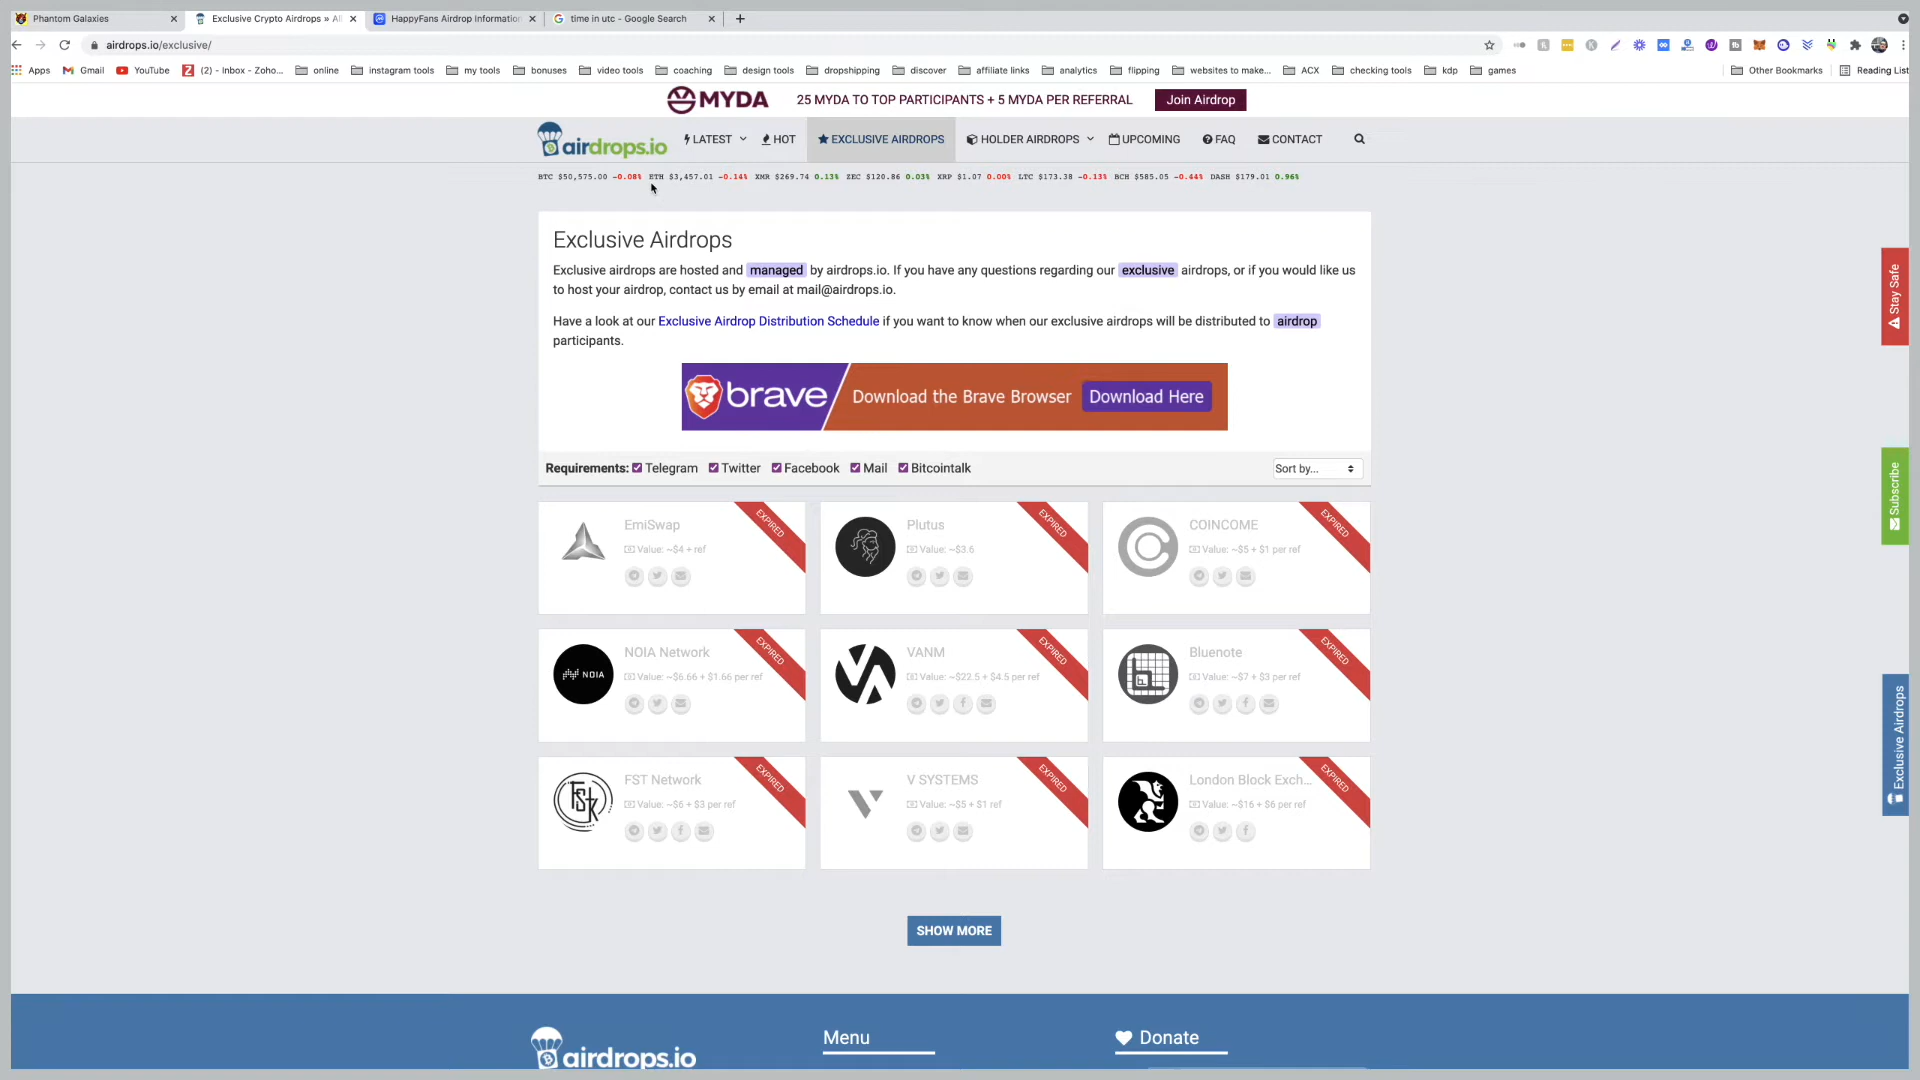 Phantom Galaxies
Exclusive Crypto Airdrops » Al
HappyFans Airdrop Information
time in utc - Google Search
airdrops.io/exclusive/
Apps
Gmail
YouTube
(2) - Inbox - Zoho...
online
instagram tools
my tools
bonuses
video tools
coaching
design tools
dropshipping
discover
affiliate links
analytics
flipping
websites to make...
ACX
checking tools
kdp
games
Other Bookmarks
Reading List
MYDA
25 MYDA TO TOP PARTICIPANTS + 5 MYDA PER REFERRAL
Join Airdrop
airdrops.io
LATEST
HOT
EXCLUSIVE AIRDROPS
HOLDER AIRDROPS
UPCOMING
FAQ
CONTACT
BTC $50,575.00 -0.08% ETH $3,457.01 -0.14% XMR $269.74 0.13% ZEC $120.86 0.03% XRP $1.07 0.00% LTC $173.38 -0.13% BCH $585.05 -0.44% DASH $179.01 0.96%
Exclusive Airdrops
Exclusive airdrops are hosted and managed by airdrops.io. If you have any questions regarding our exclusive airdrops, or if you would like us
to host your airdrop, contact us by email at mail@airdrops.io.
Have a look at our Exclusive Airdrop Distribution Schedule if you want to know when our exclusive airdrops will be distributed to airdrop
participants.
brave
Download the Brave Browser
Download Here
Requirements: Telegram Twitter Facebook Mail Bitcointalk
Sort by...
EmiSwap
Value: ~$4 + ref
EXPIRED
Plutus
Value: ~$3.6
EXPIRED
COINCOME
Value: ~$5 + $1 per ref
EXPIRED
NOIA
NOIA Network
Value: ~$6.66 + $1.66 per ref
EXPIRED
VANM
Value: ~$22.5 + $4.5 per ref
EXPIRED
Bluenote
Value: ~$7 + $3 per ref
EXPIRED
FST Network
Value: ~$6 + $3 per ref
EXPIRED
V SYSTEMS
Value: ~$5 + $1 ref
EXPIRED
London Block Exch...
Value: ~$16 + $6 per ref
EXPIRED
SHOW MORE
Stay Safe
Subscribe
Exclusive Airdrops
airdrops.io
Menu
Donate